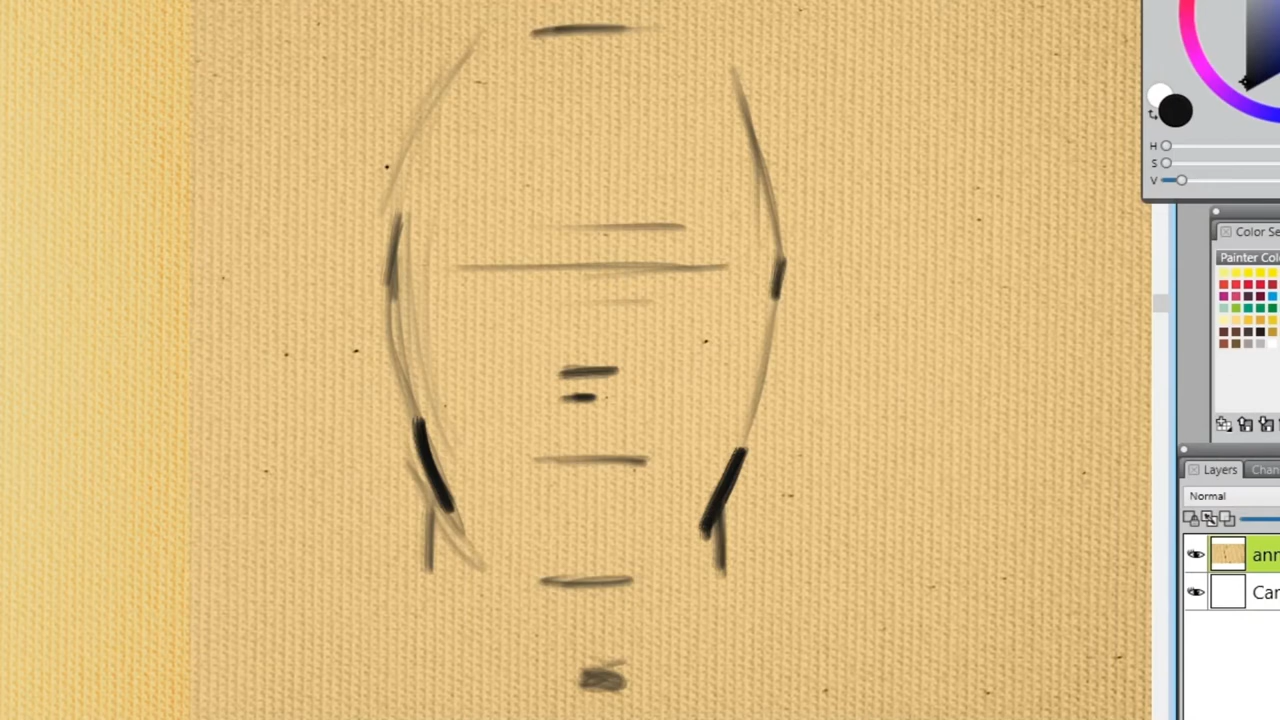 H
S
V
Color Se
Painter Col
Layers
Chan
Normal
ann
Car